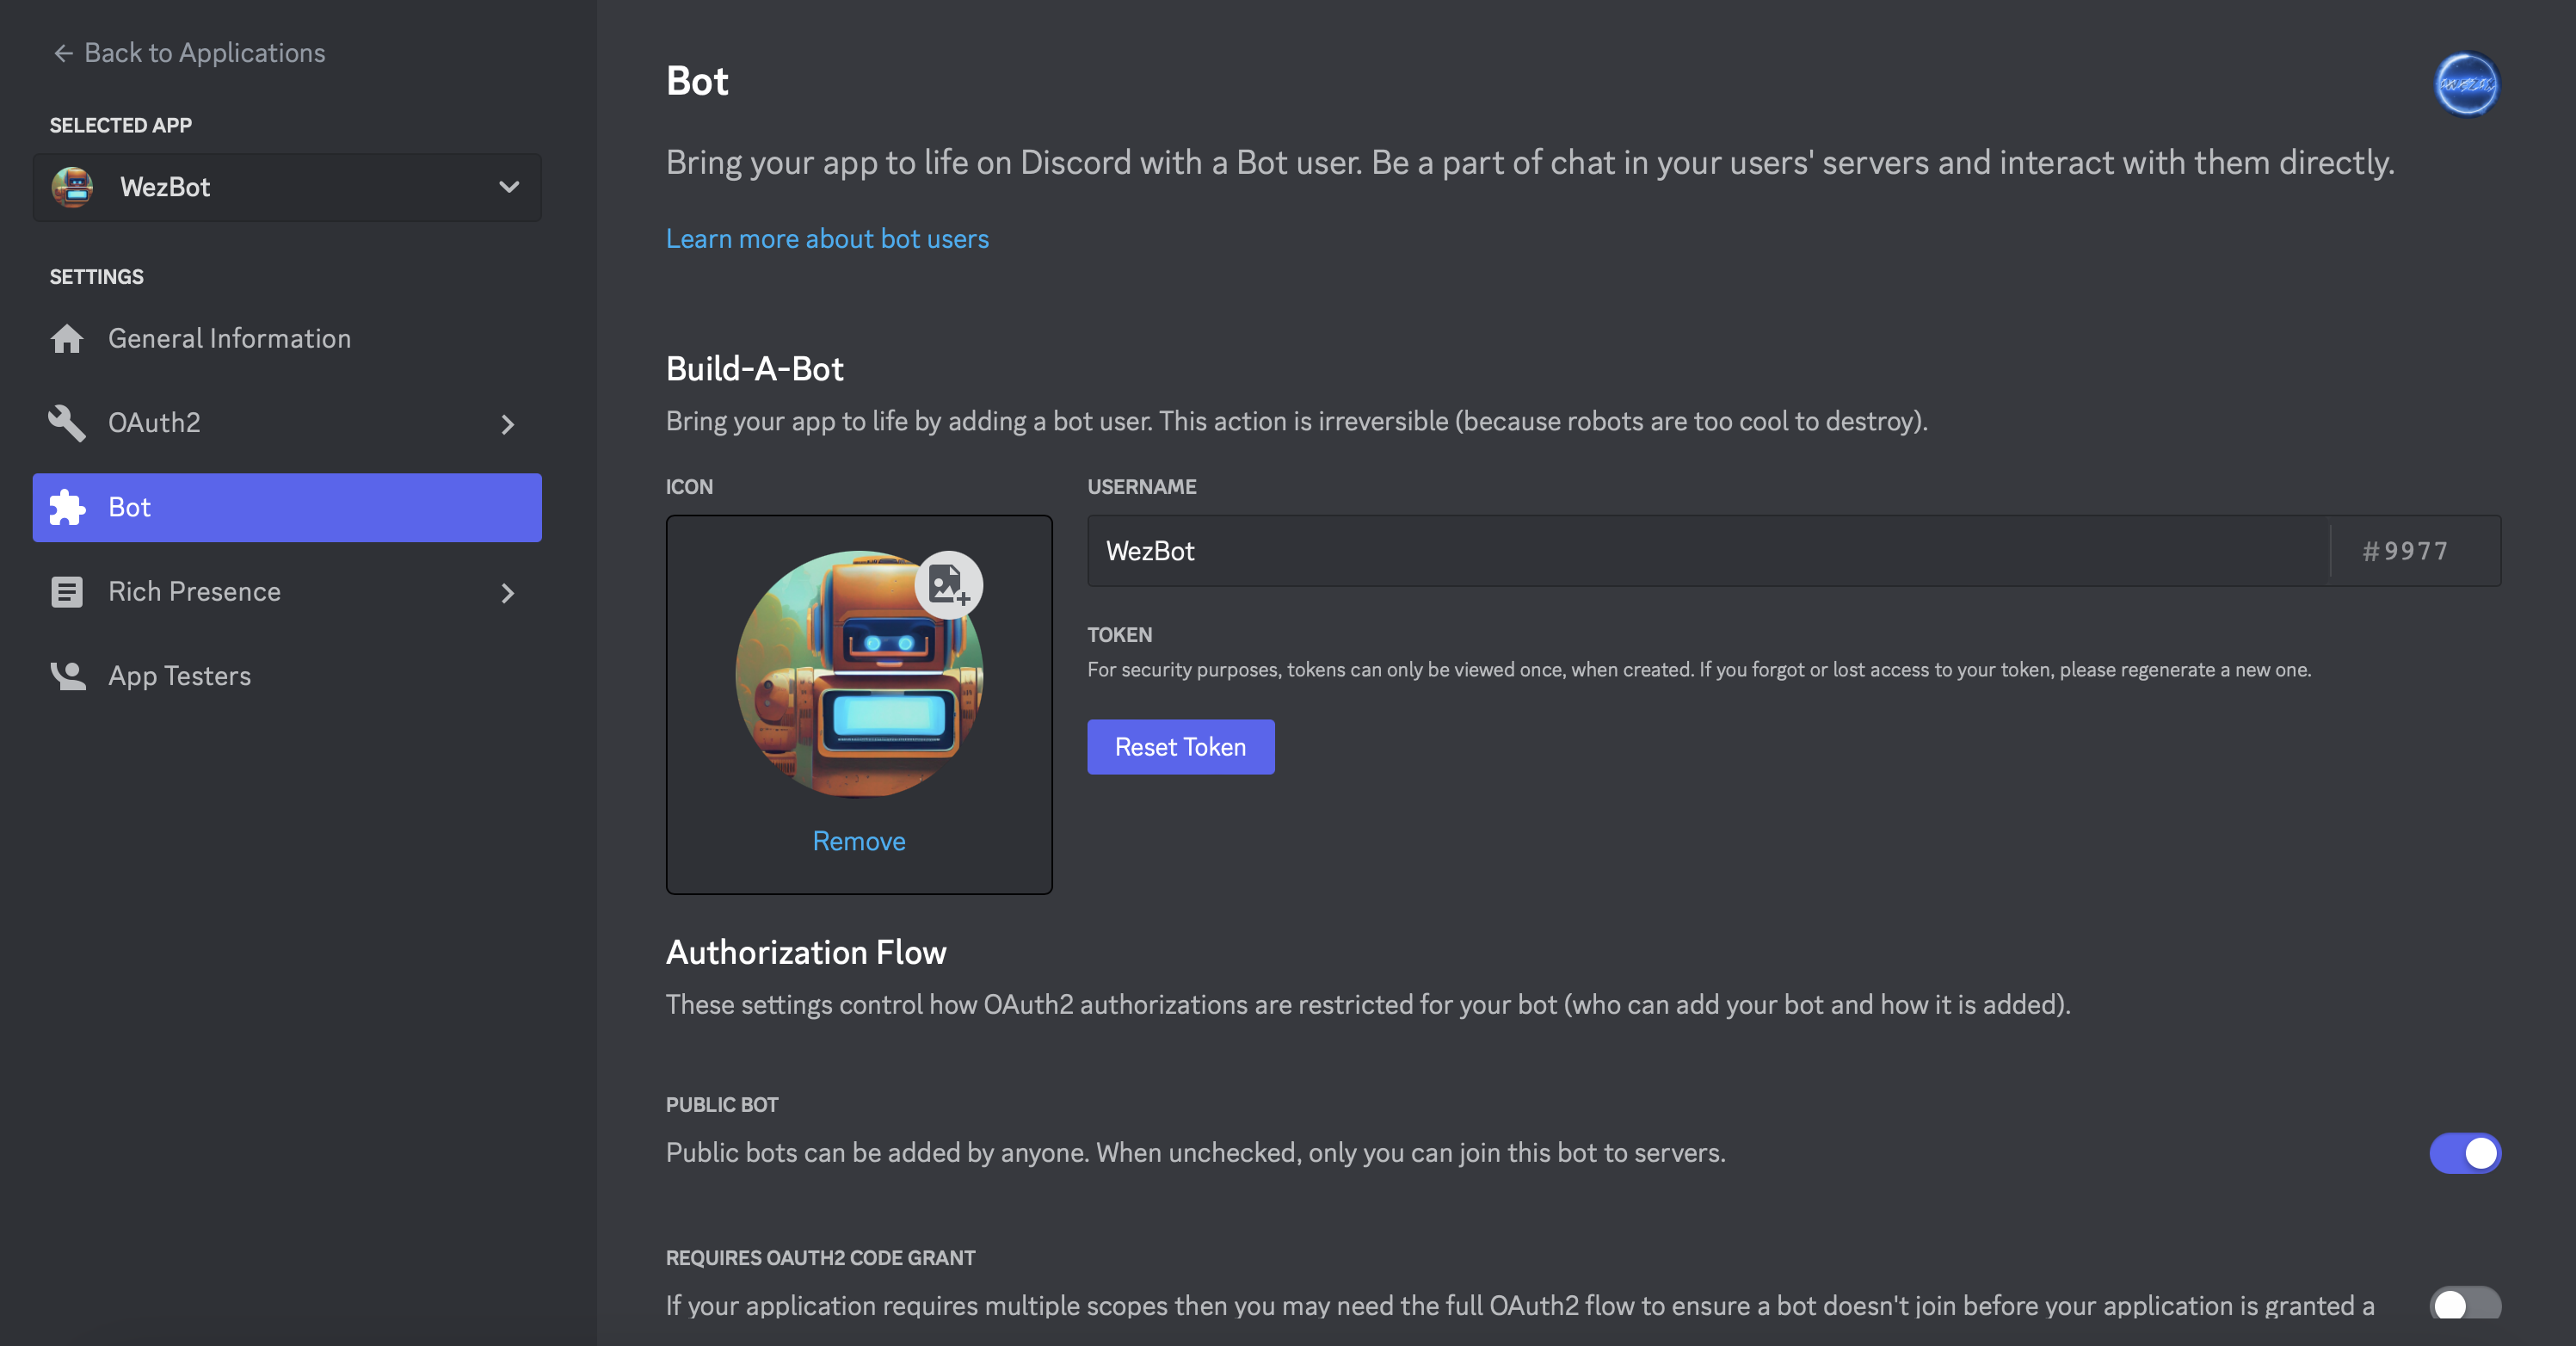 Back to Applications
SELECTED APP
WezBot
SETTINGS
General Information
OAuth2
Bot
Rich Presence
App Testers
Bot
Bring your app to life on Discord with a Bot user. Be a part of chat in your users' servers and interact with them directly.
Learn more about bot users
Build-A-Bot
Bring your app to life by adding a bot user. This action is irreversible (because robots are too cool to destroy).
ICON
Remove
USERNAME
WezBot #9977
TOKEN
For security purposes, tokens can only be viewed once, when created. If you forgot or lost access to your token, please regenerate a new one.
Reset Token
Authorization Flow
These settings control how OAuth2 authorizations are restricted for your bot (who can add your bot and how it is added).
PUBLIC BOT
Public bots can be added by anyone. When unchecked, only you can join this bot to servers.
REQUIRES OAUTH2 CODE GRANT
If your application requires multiple scopes then you may need the full OAuth2 flow to ensure a bot doesn't join before your application is granted a